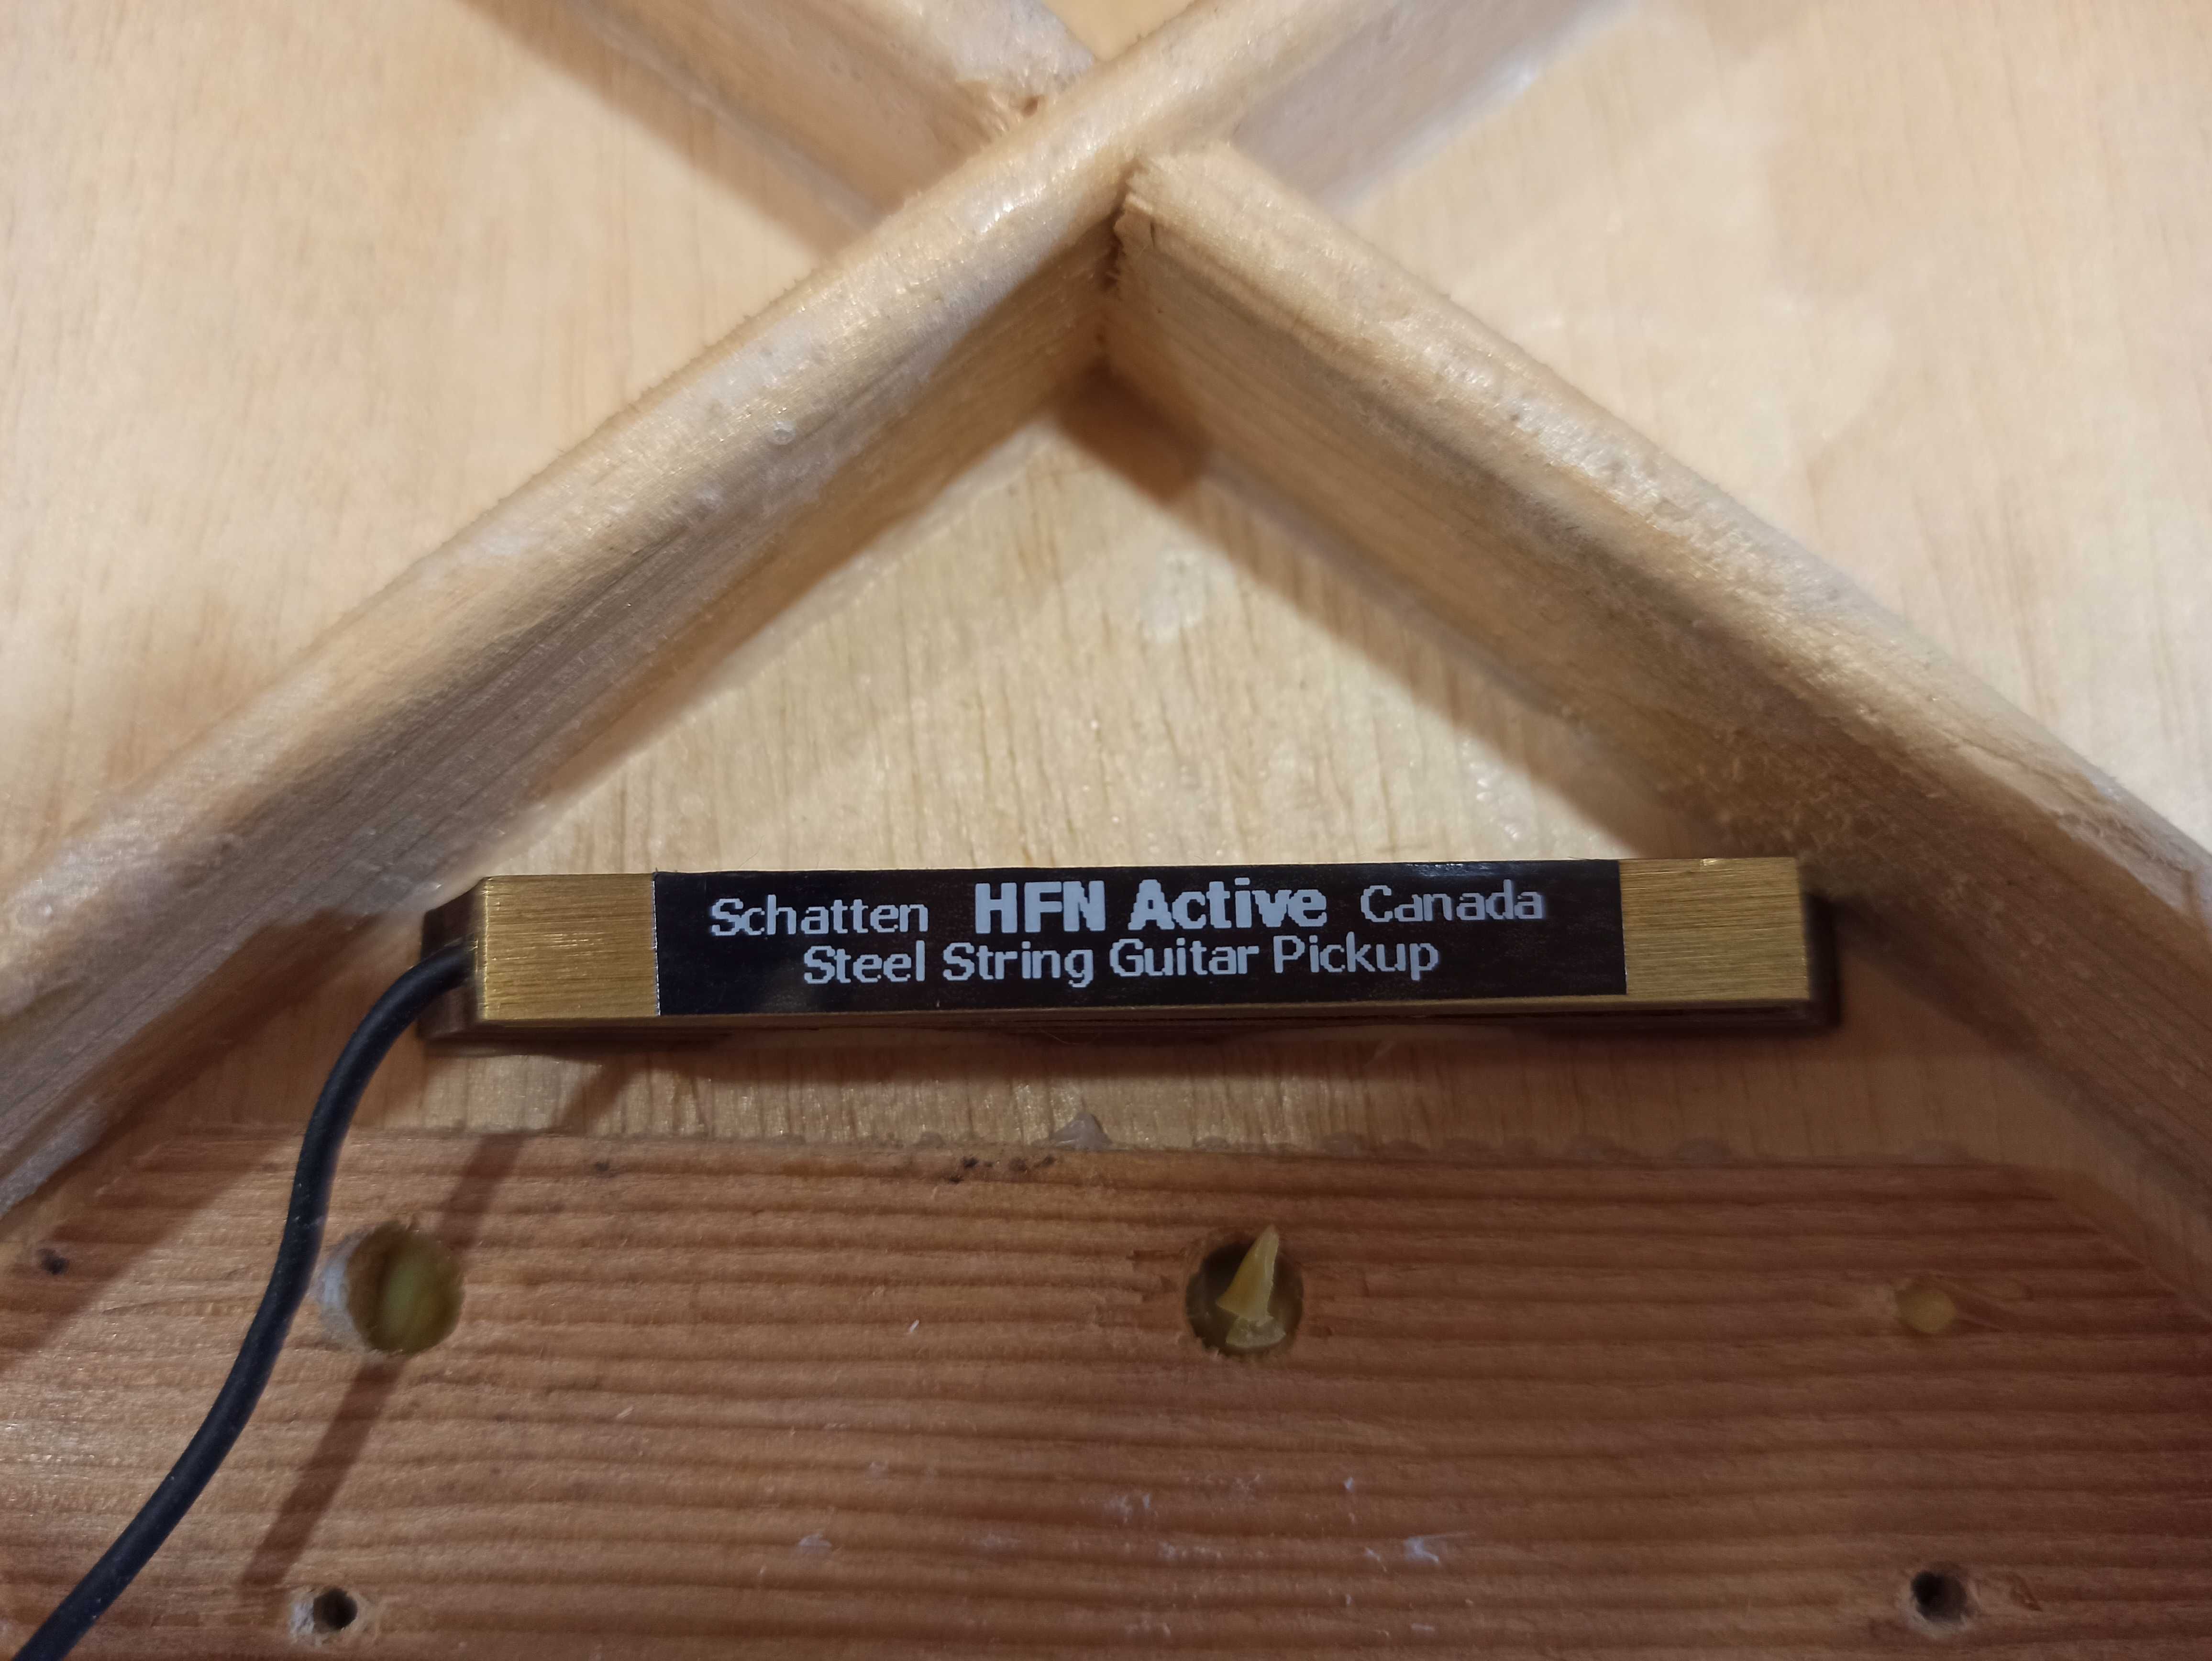 Schatten HFN Active Canada
Steel String Guitar Pickup